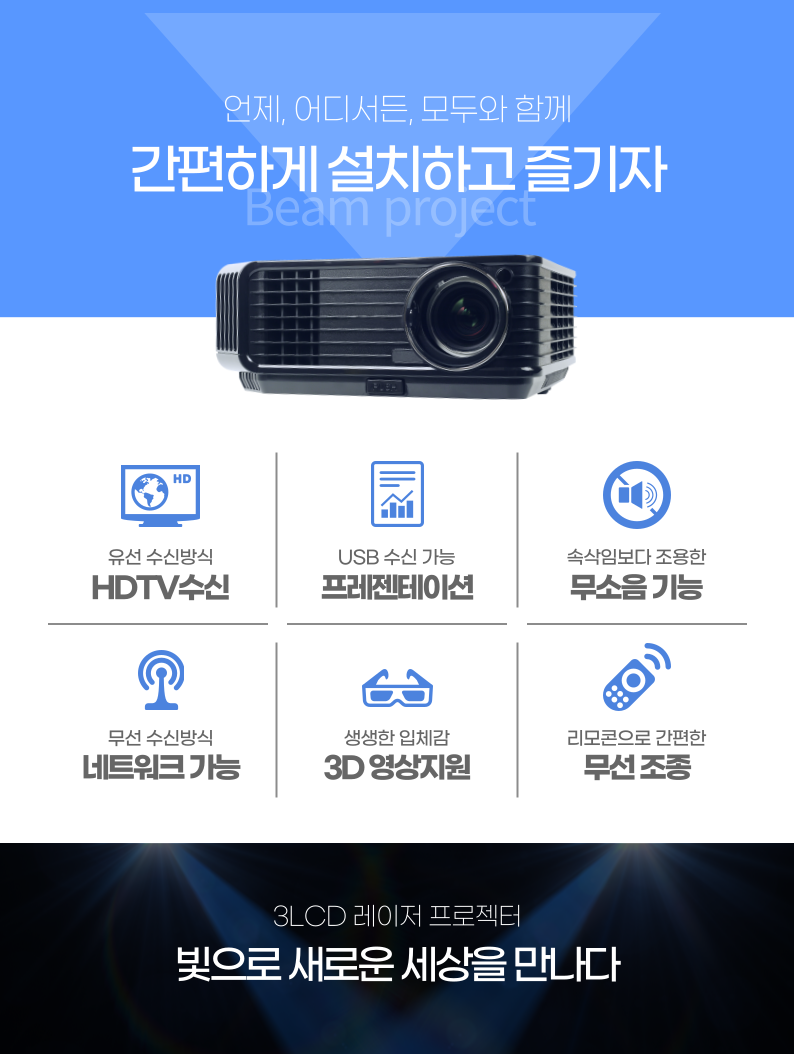 언제, 어디서든, 모두와 함께
간편하게 설치하고 즐기자
Beam project
HD
유선 수신방식
HDTV수신
USB 수신 가능
프레젠테이션
속삭임보다 조용한
무소음 기능
무선 수신방식
네트워크 가능
생생한 입체감
3D 영상지원
리모콘으로 간편한
무선 조종
3LCD 레이저 프로젝터
빛으로 새로운 세상을 만나다